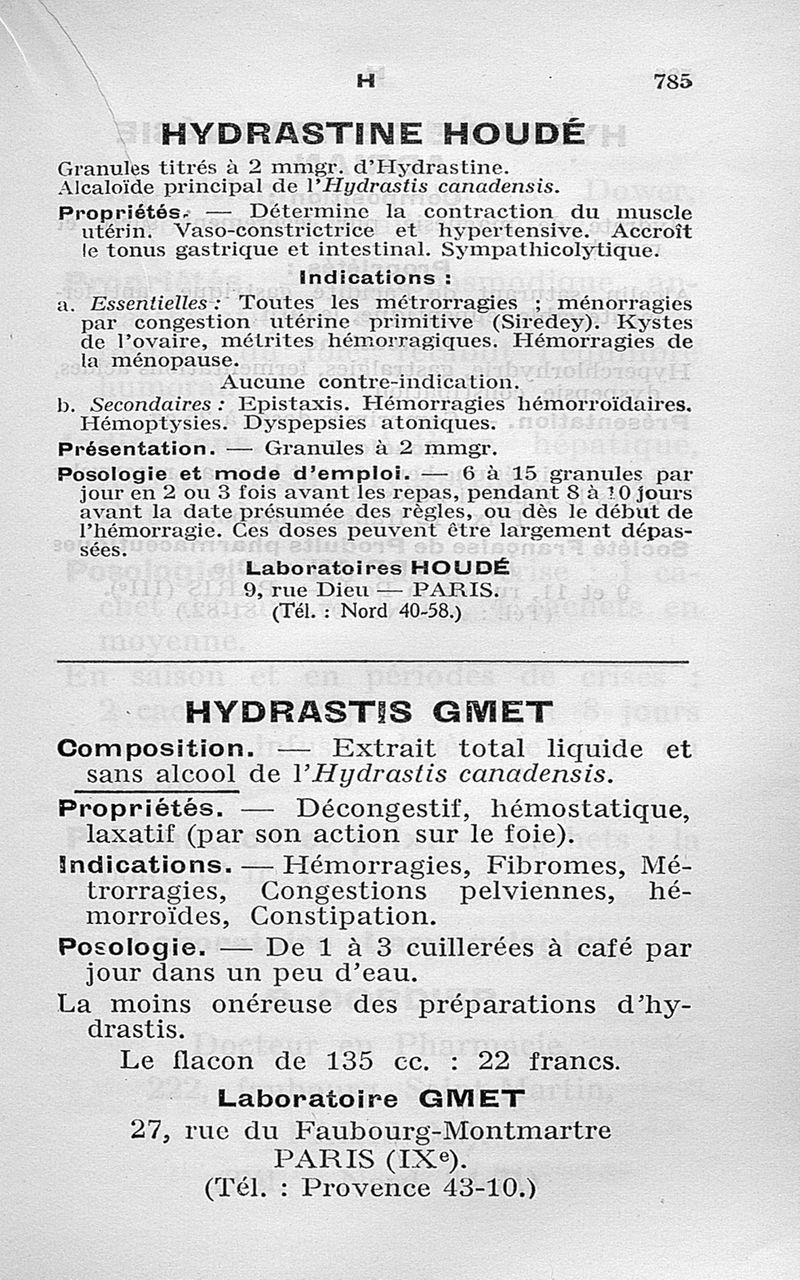 H 785
HYDRASTINE HOUDÉ
Granules titrés à 2 mmgr. d'Hydrastine.
Alcaloïde principal de l'Hydrastis canadensis.
Propriétés. — Détermine la contraction du muscle
utérin. Vaso-constrictrice et hypertensive. Accroît
le tonus gastrique et intestinal. Sympathicolytique.
Indications :
a. Essentielles : Toutes les métrorragies ; ménorragies
par congestion utérine primitive (Siredey). Kystes
de l'ovaire, métrites hémorragiques. Hémorragies de
la ménopause.
Aucune contre-indication.
b. Secondaires : Epistaxis. Hémorragies hémorroïdaires.
Hémoptysies. Dyspepsies atoniques.
Présentation. — Granules à 2 mmgr.
Posologie et mode d'emploi. — 6 à 15 granules par
jour en 2 ou 3 fois avant les repas, pendant 8 à 10 jours
avant la date présumée des règles, ou dès le début de
l'hémorragie. Ces doses peuvent être largement dépas-
sées.
Laboratoires HOUDÉ
9, rue Dieu — PARIS.
(Tél. : Nord 40-58.)
HYDRASTIS GMET
Composition. — Extrait total liquide et
sans alcool de l'Hydrastis canadensis.
Propriétés. — Décongestif, hémostatique,
laxatif (par son action sur le foie).
Indications. — Hémorragies, Fibromes, Mé-
trorragies, Congestions pelviennes, hé-
morroïdes, Constipation.
Posologie. — De 1 à 3 cuillerées à café par
jour dans un peu d'eau.
La moins onéreuse des préparations d'hy-
drastis.
Le flacon de 135 cc. : 22 francs.
Laboratoire GMET
27, rue du Faubourg-Montmartre
PARIS (IXe).
(Tél. : Provence 43-10.)